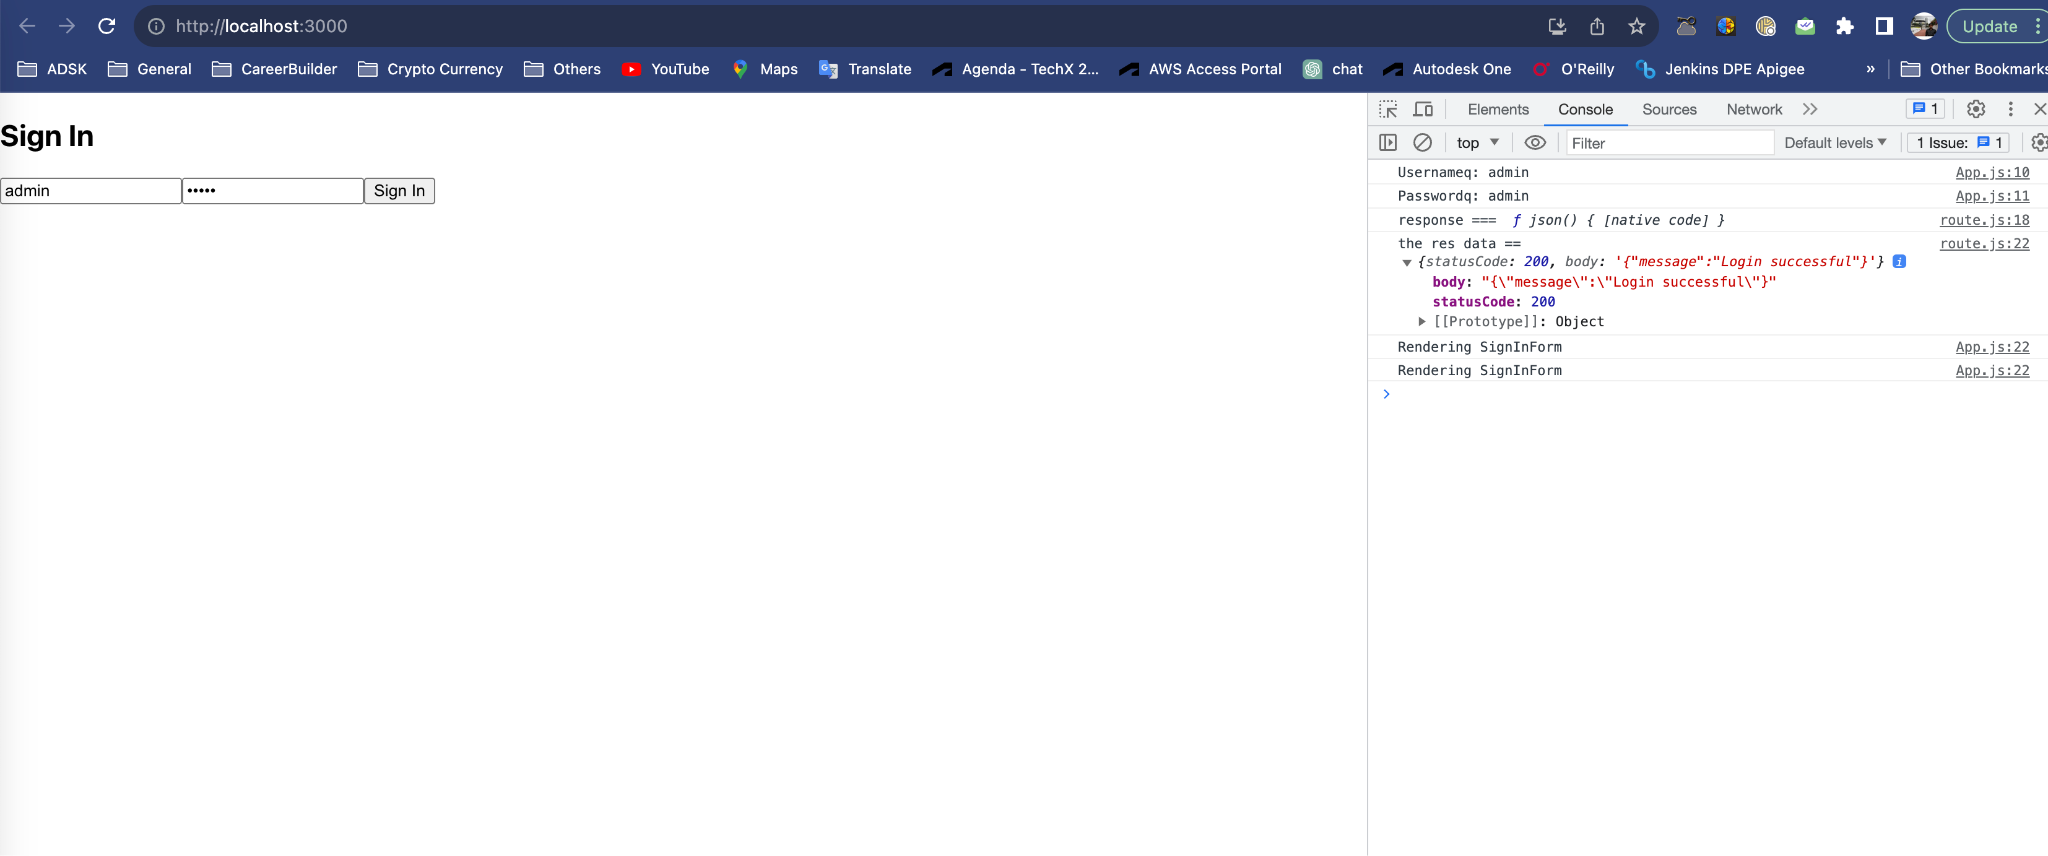 http://localhost:3000
Update
ADSK General CareerBuilder Crypto Currency Others YouTube Maps Translate Agenda - TechX 2... AWS Access Portal chat Autodesk One O'Reilly Jenkins DPE Apigee » Other Bookmarks
Sign In
admin ••••• Sign In
Elements Console Sources Network 1
top Filter Default levels 1 Issue: 1
Usernameq: admin App.js:10
Passwordq: admin App.js:11
response === ƒ json() { [native code] } route.js:18
the res data == route.js:22
{statusCode: 200, body: '{"message":"Login successful"}'}
body: "{\"message\":\"Login successful\"}"
statusCode: 200
[[Prototype]]: Object
Rendering SignInForm App.js:22
Rendering SignInForm App.js:22